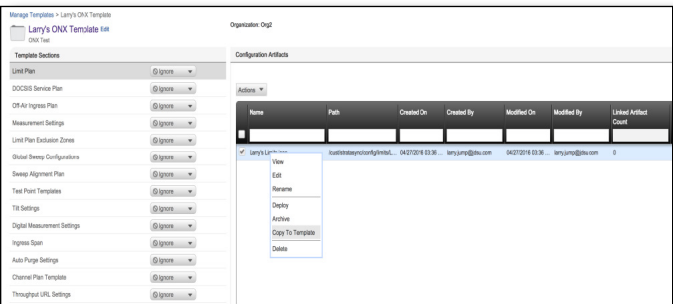 Manage Templates > Larry's ONX Template
Larry's ONX Template Edit
ONX Test
Organizaton: Org2
Template Sections
Configuration Artifacts
Limit Plan Ignore
DOCSIS Service Plan Ignore
Off-Air Ingress Plan Ignore
Measurement Settings Ignore
Limit Plan Exclusion Zones Ignore
Global Sweep Configurations Ignore
Sweep Alignment Plan Ignore
Test Point Templates Ignore
Tilt Settings Ignore
Digital Measurement Settings Ignore
Ingress Span Ignore
Auto Purge Settings Ignore
Channel Plan Template Ignore
Throughput URL Settings Ignore
Actions
Name Path Created On Created By Modified On Modified By Linked Artifact Count
Larry's 04/27/2016 03:36 ... larry.jump@jdsu.com 04/27/2016 03:36 ... larry.jump@jdsu.com 0
View
Edit
Rename
Deploy
Archive
Copy To Template
Delete